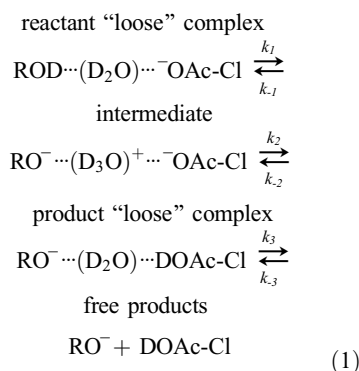 reactant “loose” complex
ROD···(D₂O)···⁻OAc-Cl ⇌ k₁ k₋₁
intermediate
RO⁻···(D₃O)⁺···⁻OAc-Cl ⇌ k₂ k₋₂
product “loose” complex
RO⁻···(D₂O)···DOAc-Cl ⇌ k₃ k₋₃
free products
RO⁻ + DOAc-Cl (1)